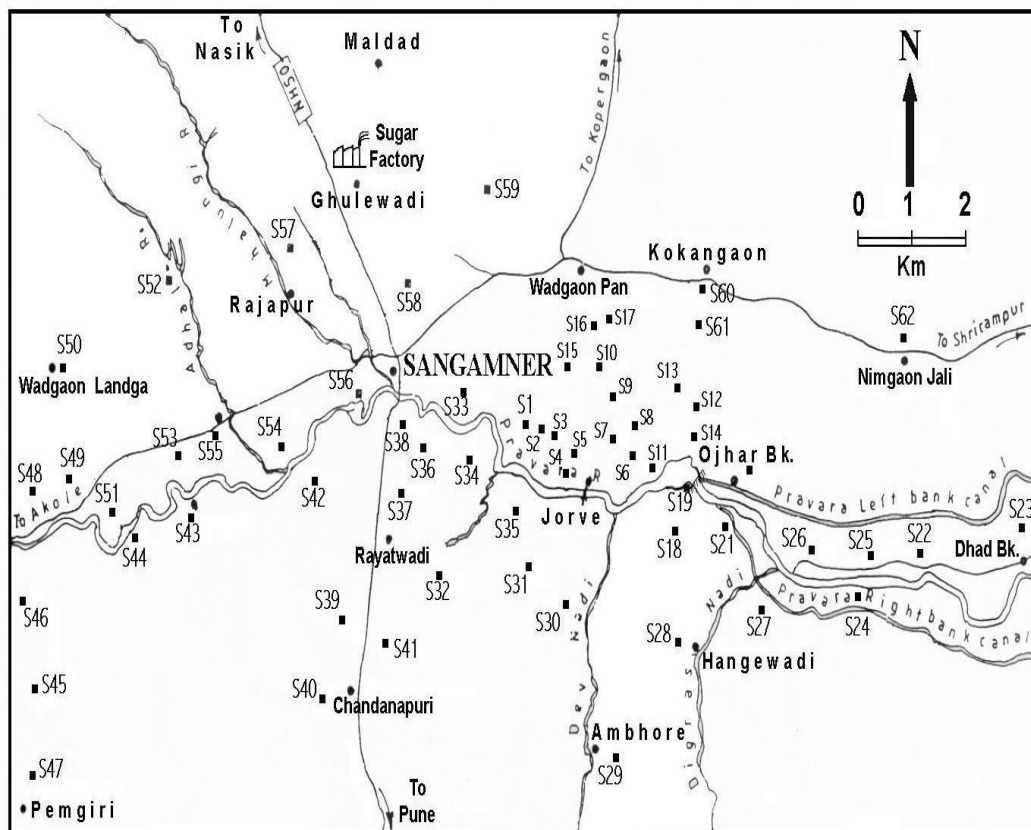 To
Nasik
NH50
Maldad
Sugar
Factory
Ghulewadi
Mhalungi R.
Adhala R.
To Kopergaon
N
0 1 2
Km
S59
S57
S52
S58
Rajapur
Kokangaon
Wadgaon Pan
S60
S16
S17
S61
S62
To Shrirampur
Nimgaon Jali
S50
Wadgaon Landga
SANGAMNER
S56
S15
S10
S13
S9
S12
S33
S1
S2
S3
S8
S7
S14
S5
S4
S6
S11
Pravara R
Ojhar Bk.
Pravara Left bank canal
S53
S55
S54
S38
S36
S34
S48
S49
S51
To Akole
S42
S37
S43
S44
S35
Jorve
S19
S18
S21
S26
S25
S22
S23
Dhad Bk.
Rayatwadi
S32
S31
S30
Dev Nadi
Digras Nadi
S46
S39
S41
S28
Hangewadi
S27
S24
Pravara Right bank canal
S45
S40
Chandanapuri
Ambhore
S29
S47
Pemgiri
To
Pune